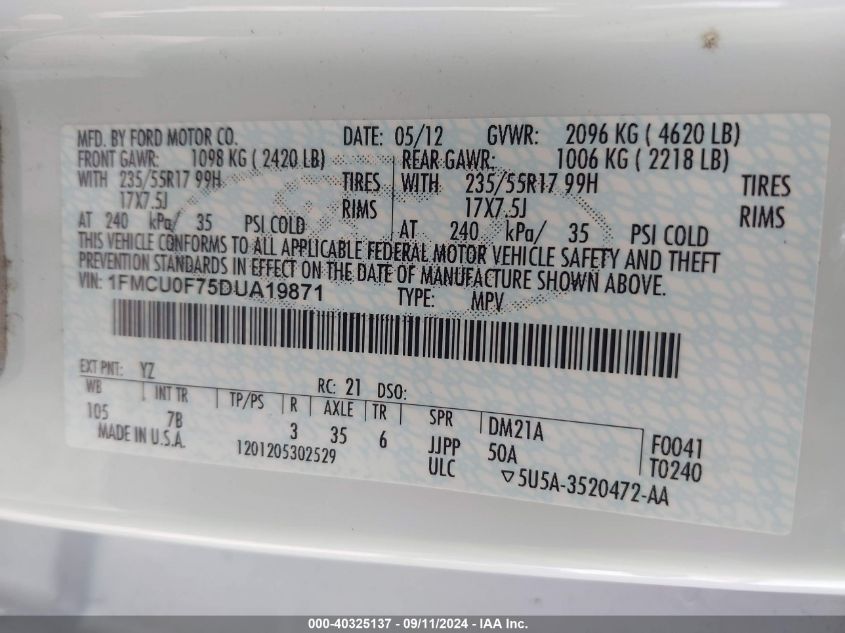 MFD. BY FORD MOTOR CO. DATE: 05/12 GVWR: 2096 KG ( 4620 LB)
FRONT GAWR: 1098 KG ( 2420 LB) REAR GAWR: 1006 KG ( 2218 LB)
WITH 235/55R17 99H TIRES WITH 235/55R17 99H TIRES
17X7.5J RIMS 17X7.5J RIMS
AT 240 kPa/ 35 PSI COLD AT 240 kPa/ 35 PSI COLD
THIS VEHICLE CONFORMS TO ALL APPLICABLE FEDERAL MOTOR VEHICLE SAFETY AND THEFT
PREVENTION STANDARDS IN EFFECT ON THE DATE OF MANUFACTURE SHOWN ABOVE.
VIN: 1FMCU0F75DUA19871 TYPE: MPV
EXT PNT: YZ RC: 21 DSO:
WB INT TR TP/PS R AXLE TR SPR DM21A F0041
105 7B 3 35 6 JJPP 50A T0240
MADE IN U.S.A. 1201205302529 ULC ▽5U5A-3520472-AA
000-40325137 - 09/11/2024 - IAA Inc.